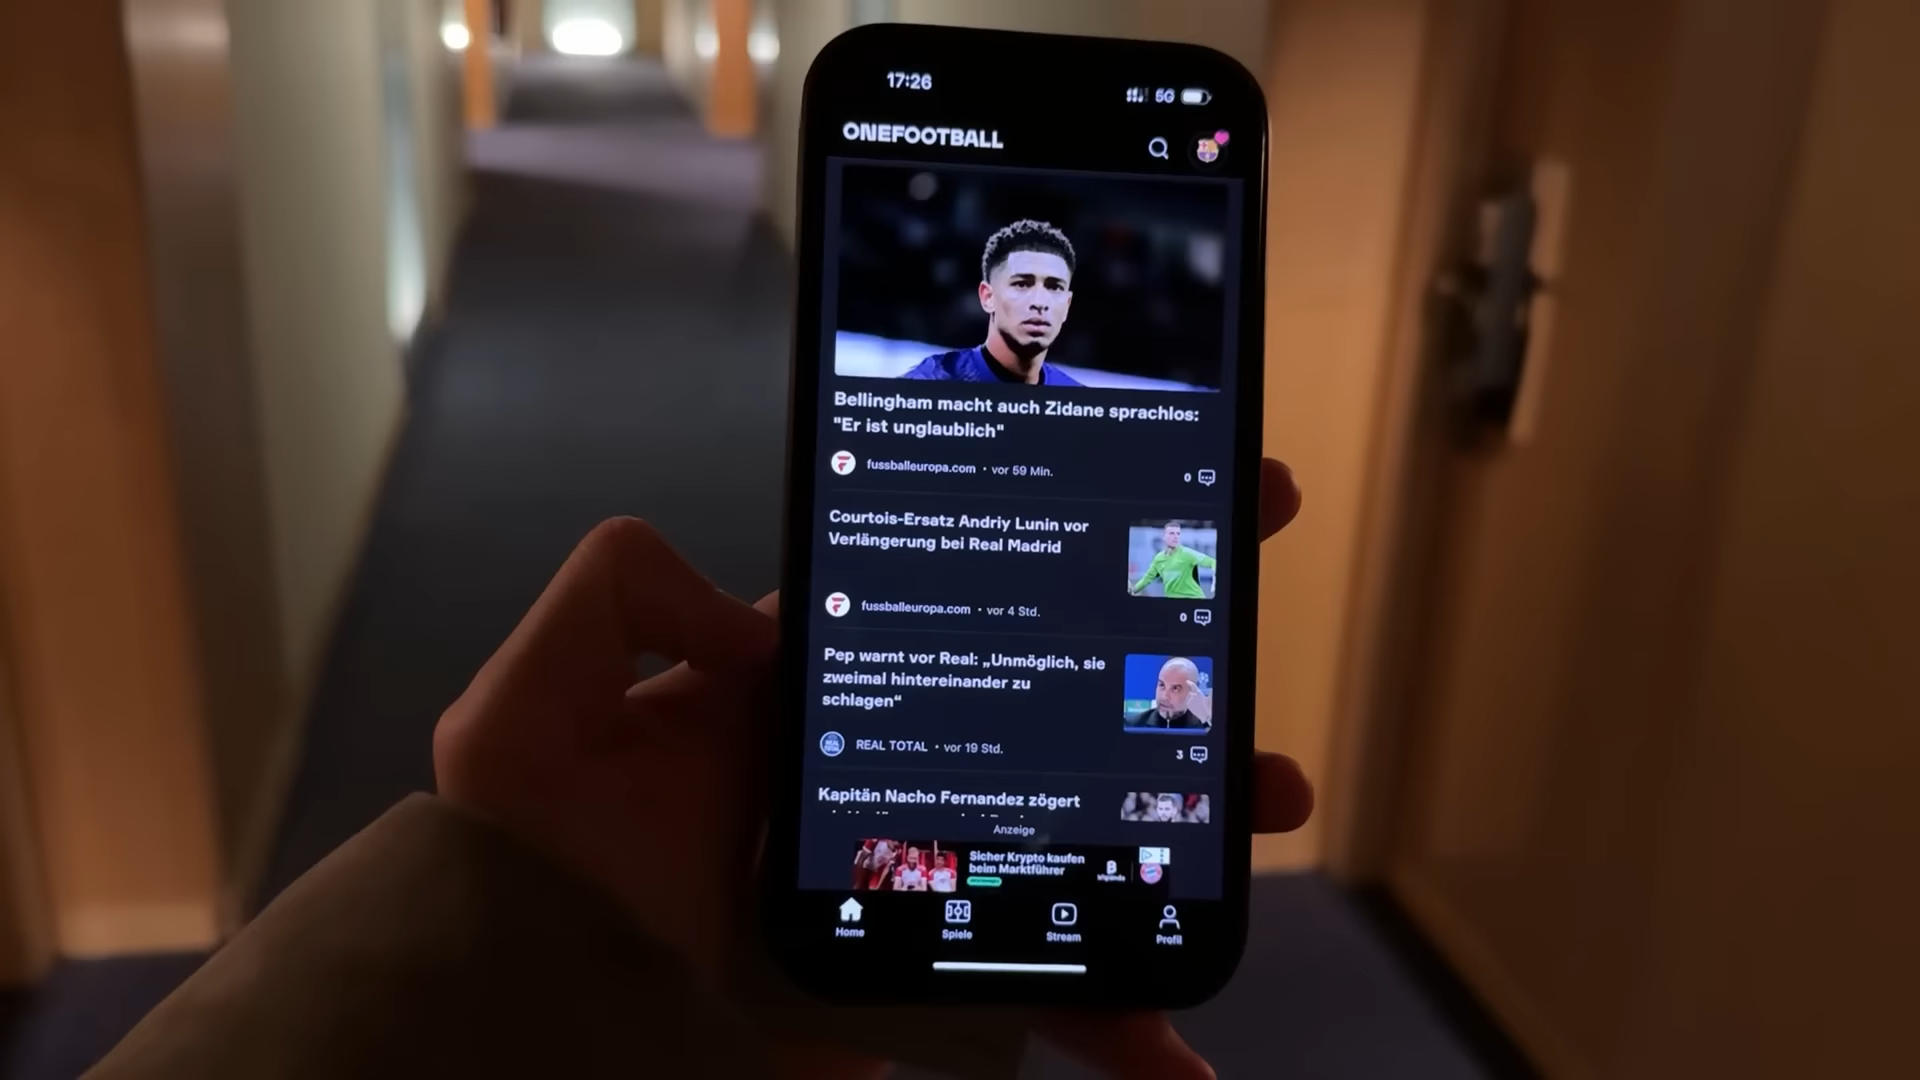 17:26
5G
ONEFOOTBALL
Bellingham macht auch Zidane sprachlos:
"Er ist unglaublich"
fussballeuropa.com • vor 59 Min.
0
Courtois-Ersatz Andriy Lunin vor
Verlängerung bei Real Madrid
fussballeuropa.com • vor 4 Std.
0
Pep warnt vor Real: „Unmöglich, sie
zweimal hintereinander zu
schlagen“
REAL TOTAL • vor 19 Std.
3
Kapitän Nacho Fernandez zögert
Anzeige
Sicher Krypto kaufen
beim Marktführer
Home
Spiele
Stream
Profil